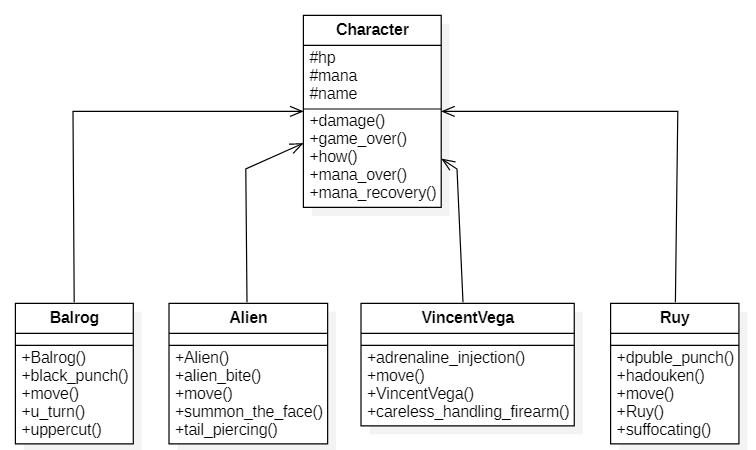 Character
#hp
#mana
#name
+damage()
+game_over()
+how()
+mana_over()
+mana_recovery()
Balrog
+Balrog()
+black_punch()
+move()
+u_turn()
+uppercut()
Alien
+Alien()
+alien_bite()
+move()
+summon_the_face()
+tail_piercing()
VincentVega
+adrenaline_injection()
+move()
+VincentVega()
+careless_handling_firearm()
Ruy
+dpuble_punch()
+hadouken()
+move()
+Ruy()
+suffocating()